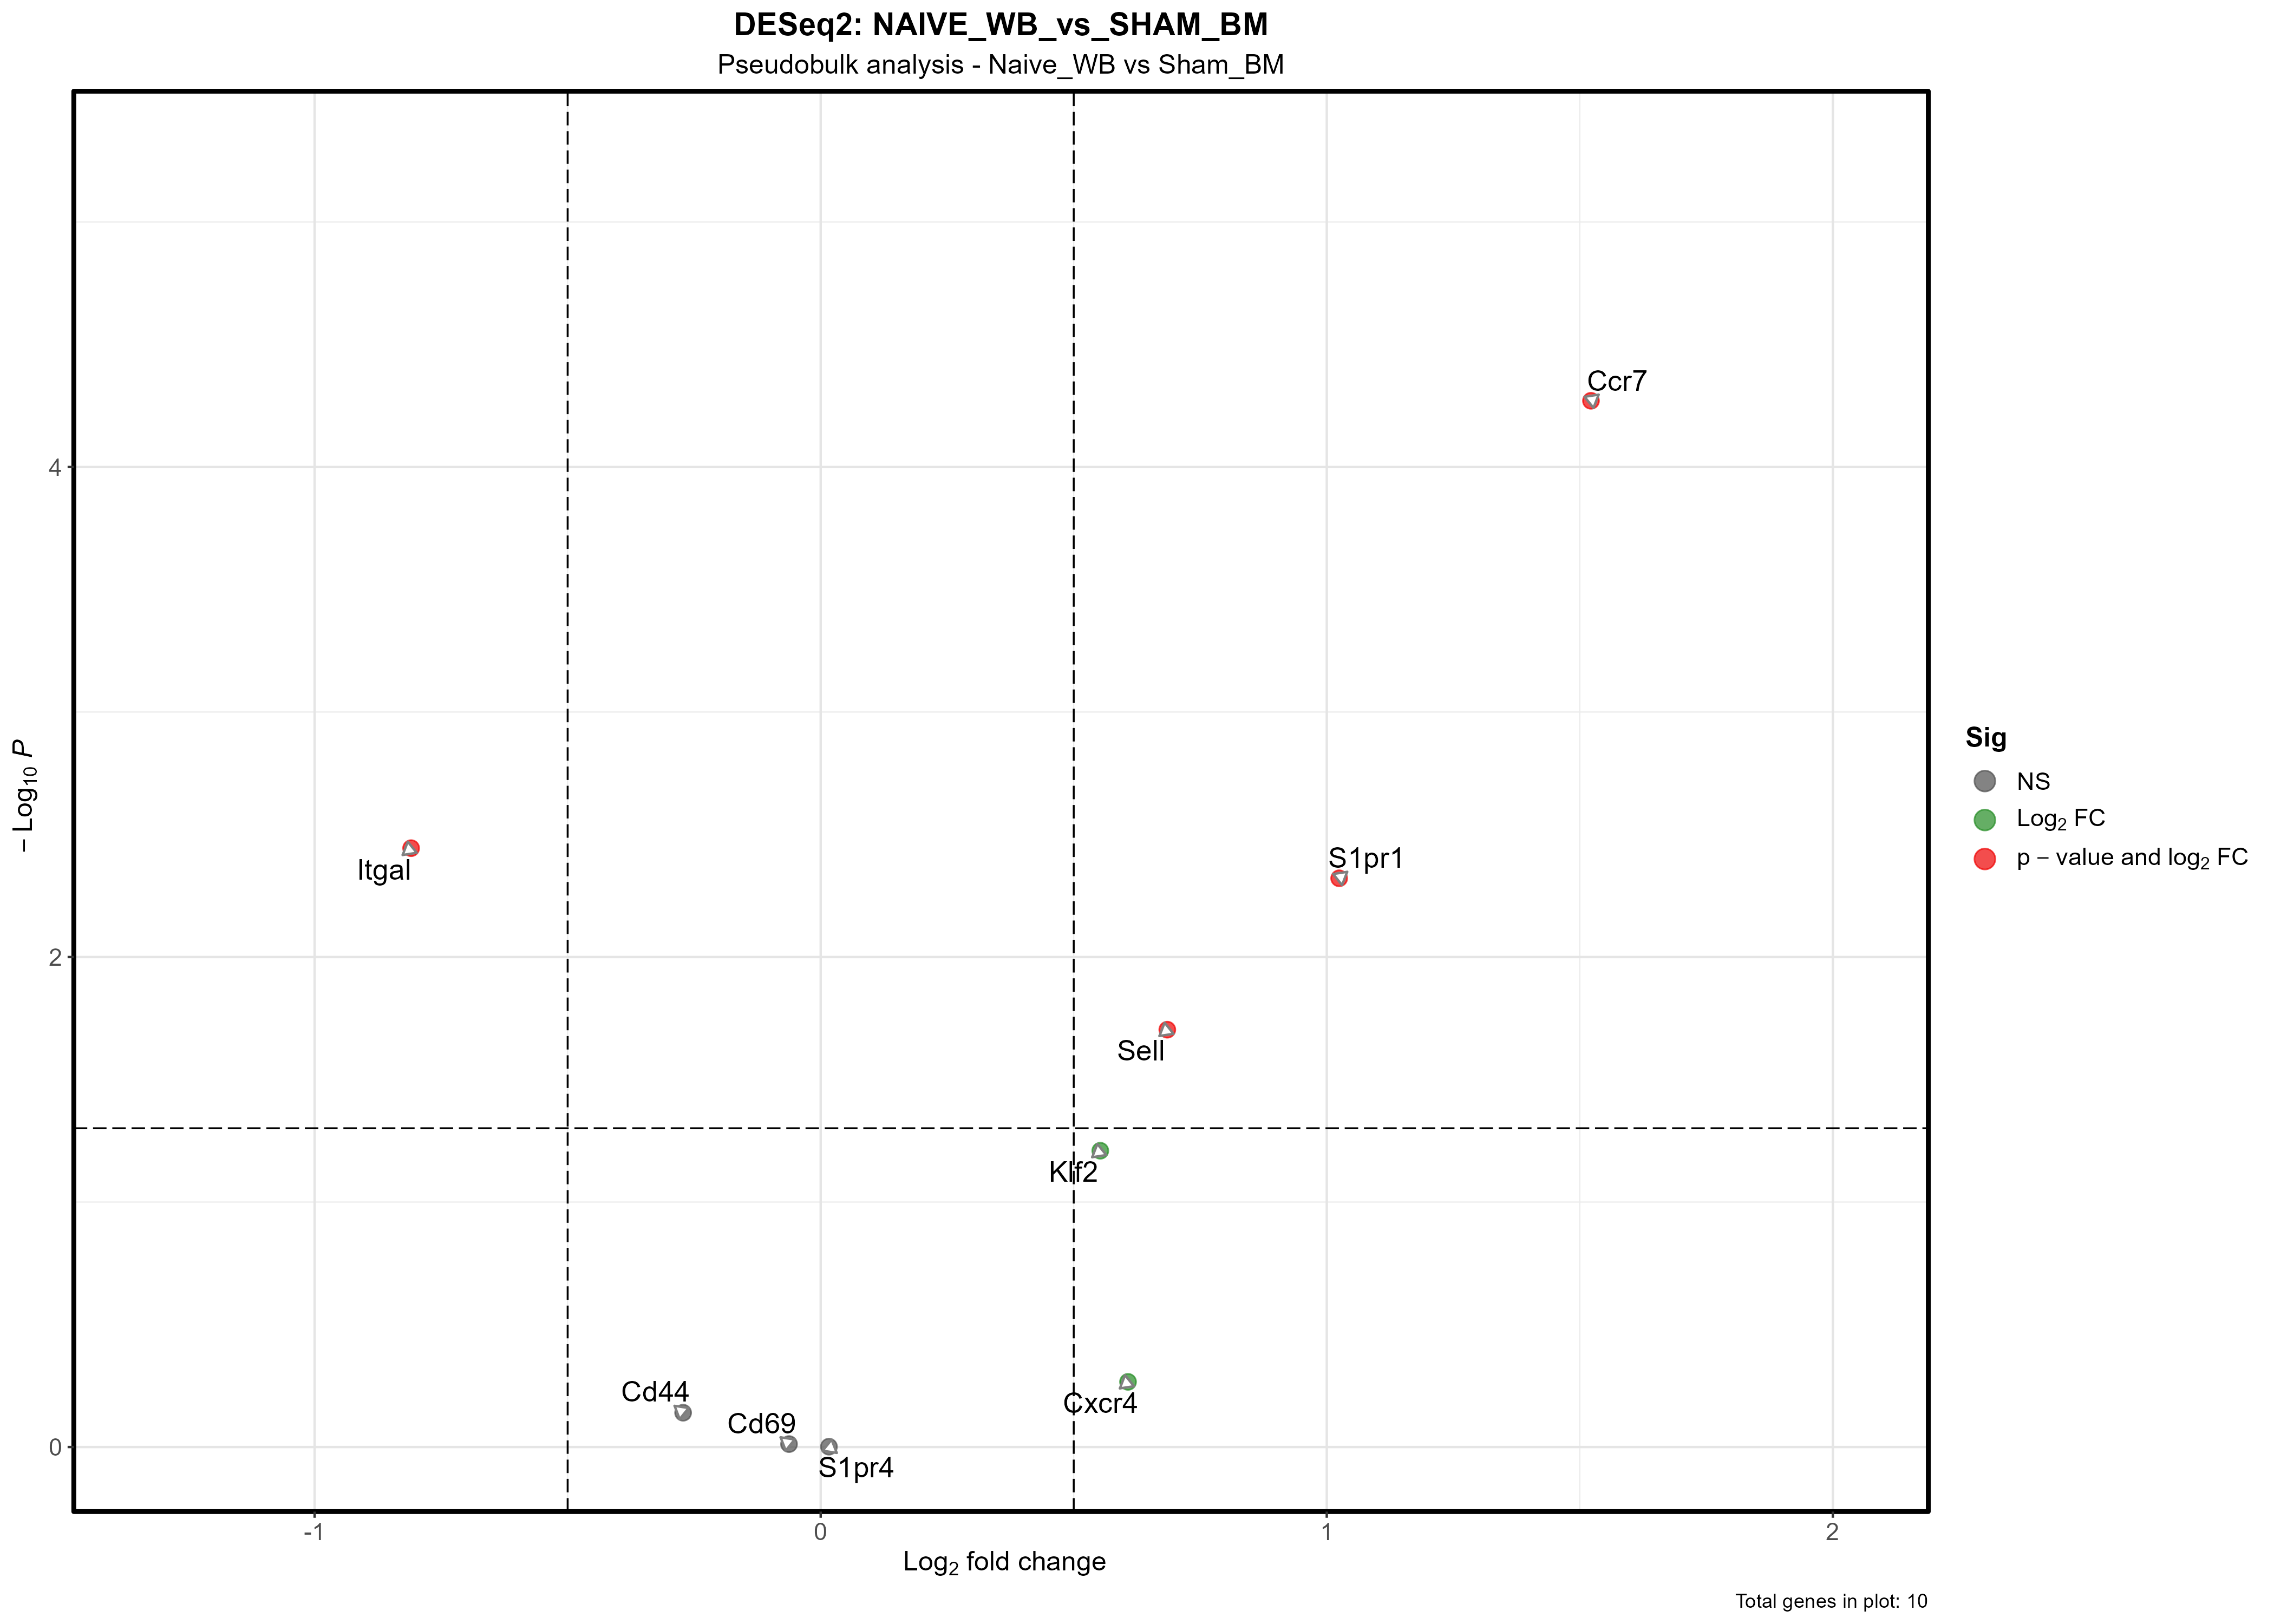 DESeq2: NAIVE_WB_vs_SHAM_BM
Pseudobulk analysis - Naive_WB vs Sham_BM
Ccr7
4
− Log10 P
Itgal
S1pr1
2
Sell
Klf2
Cd44
Cxcr4
Cd69
S1pr4
0
-1
0
1
2
Log2 fold change
Sig
NS
Log2 FC
p − value and log2 FC
Total genes in plot: 10